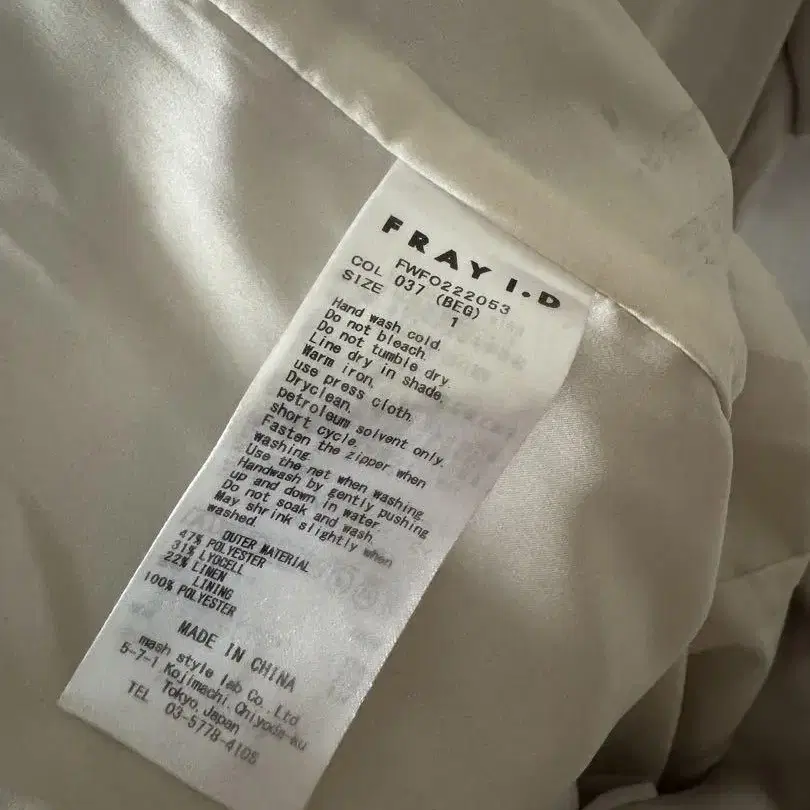 FRAY I.D
FWFO222053
COL 037 (BEG)
SIZE 1
Hand wash cold.
Do not bleach.
Do not tumble dry.
Line dry in shade.
Warm iron.
use press cloth.
Dryclean.
petroleum solvent only.
short cycle.
Fasten the zipper when
washing.
Use the net when washing.
Handwash by gently pushing
up and down in water.
Do not soak and wash.
May shrink slightly when
washed.
OUTER MATERIAL
47% POLYESTER
31% LYOCELL
22% LINEN
LINING
100% POLYESTER
MADE IN CHINA
mash style lab Co.,Ltd
5-7-1 Kojimachi,Chiyoda-ku
Tokyo,Japan
TEL 03-5778-4108